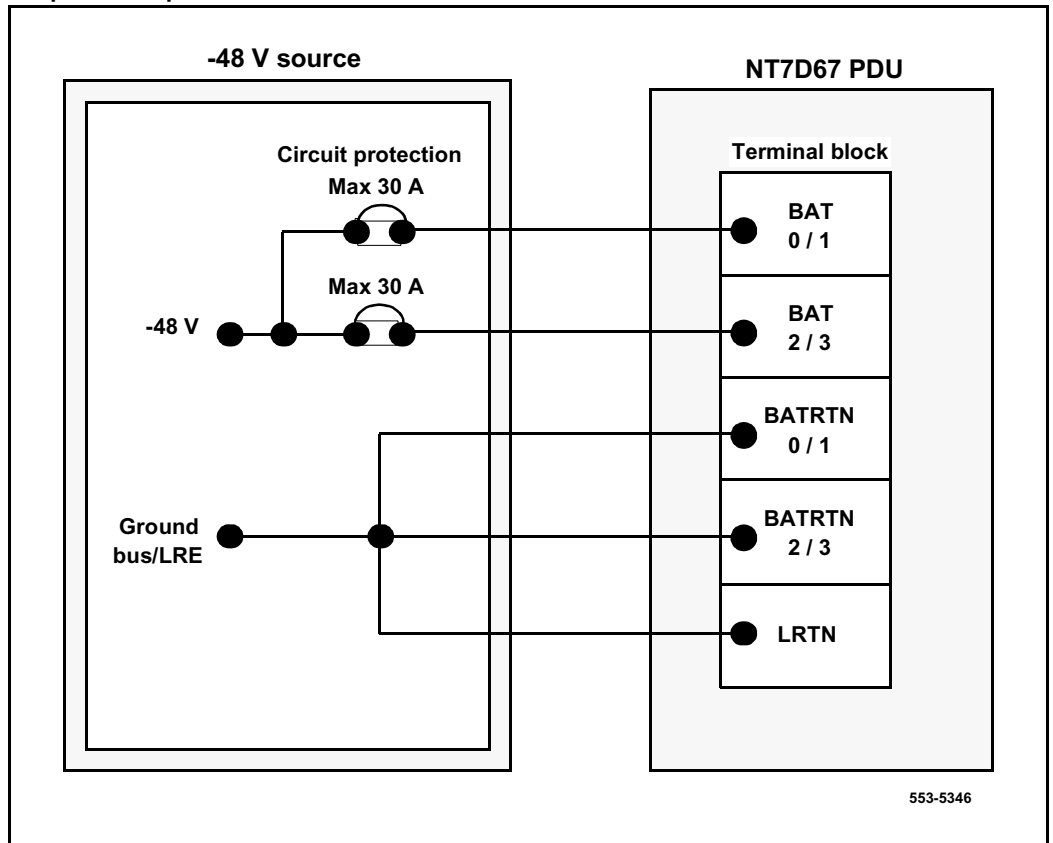 -48 V source
NT7D67 PDU
Circuit protection
Max 30 A
Max 30 A
-48 V
Ground
bus/LRE
Terminal block
BAT
0 / 1
BAT
2 / 3
BATRTN
0 / 1
BATRTN
2 / 3
LRTN
553-5346